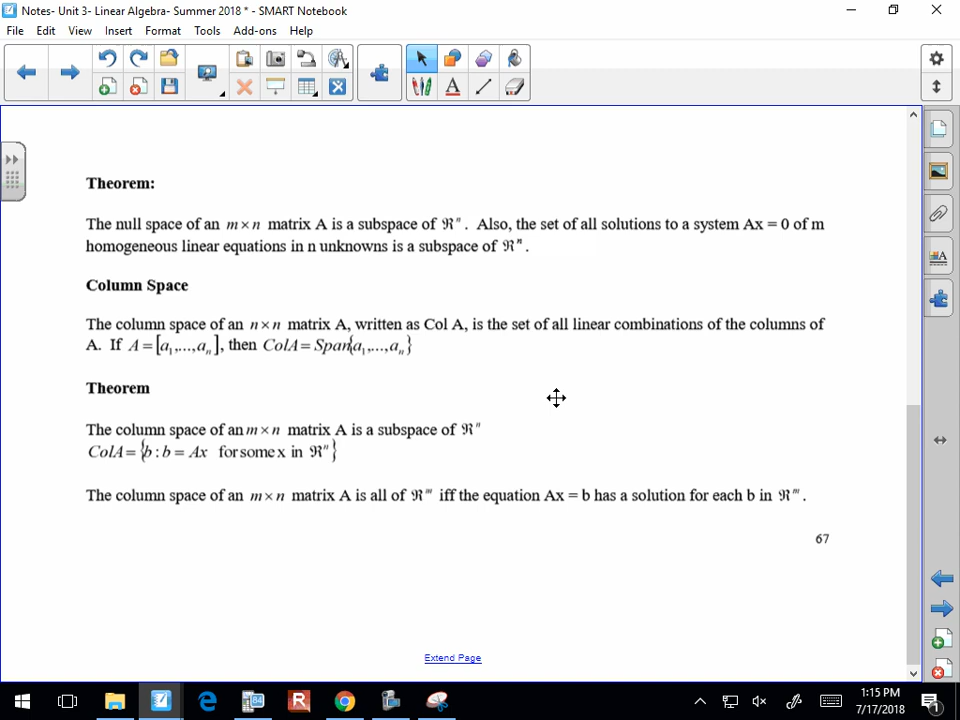 Notes- Unit 3- Linear Algebra- Summer 2018 * - SMART Notebook
File Edit View Insert Format Tools Add-ons Help
Theorem:
The null space of an m×n matrix A is a subspace of ℜⁿ. Also, the set of all solutions to a system Ax = 0 of m
homogeneous linear equations in n unknowns is a subspace of ℜⁿ.
Column Space
The column space of an n×n matrix A, written as Col A, is the set of all linear combinations of the columns of
A. If A=[a₁,...,aₙ], then ColA=Span{a₁,...,aₙ}
Theorem
The column space of an m×n matrix A is a subspace of ℜⁿ
ColA={b:b=Ax for some x in ℜⁿ}
The column space of an m×n matrix A is all of ℜᵐ iff the equation Ax = b has a solution for each b in ℜᵐ.
67
Extend Page
1:15 PM
7/17/2018